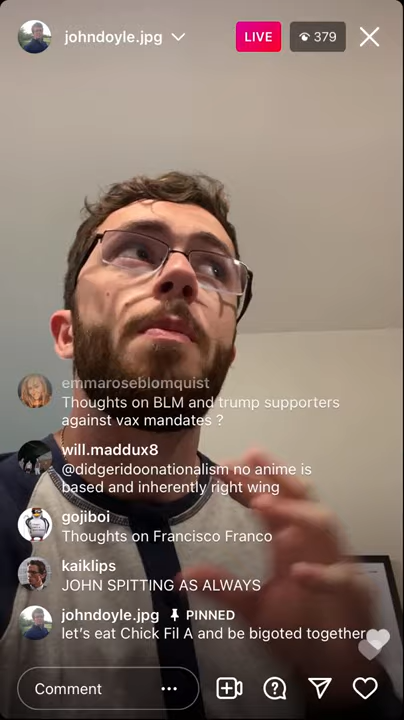 johndoyle.jpg
LIVE
379
emmaroseblomquist
Thoughts on BLM and trump supporters
against vax mandates ?
will.maddux8
@didgeridoonationalism no anime is
based and inherently right wing
gojiboi
Thoughts on Francisco Franco
kaiklips
JOHN SPITTING AS ALWAYS
johndoyle.jpg PINNED
let's eat Chick Fil A and be bigoted together
Comment